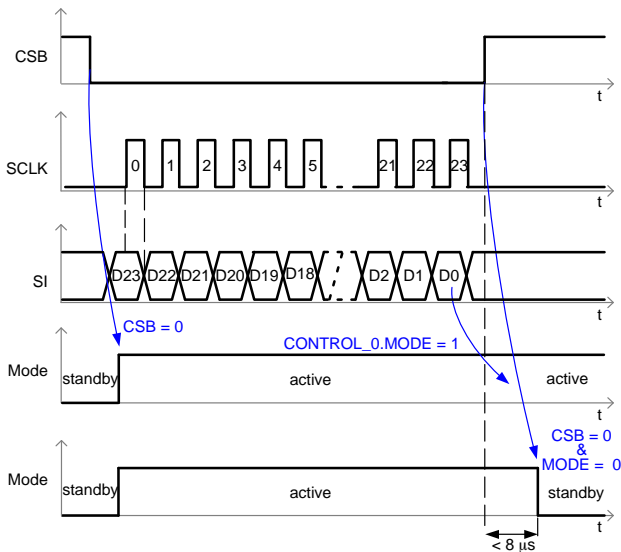 CSB
t
0 1 2 3 4 5 21 22 23
SCLK
t
D23 D22 D21 D20 D19 D18 D2 D1 D0
SI
t
CSB = 0
CONTROL_0.MODE = 1
Mode
standby active active
t
CSB = 0
&
MODE = 0
Mode
standby active standby
t
< 8 µs